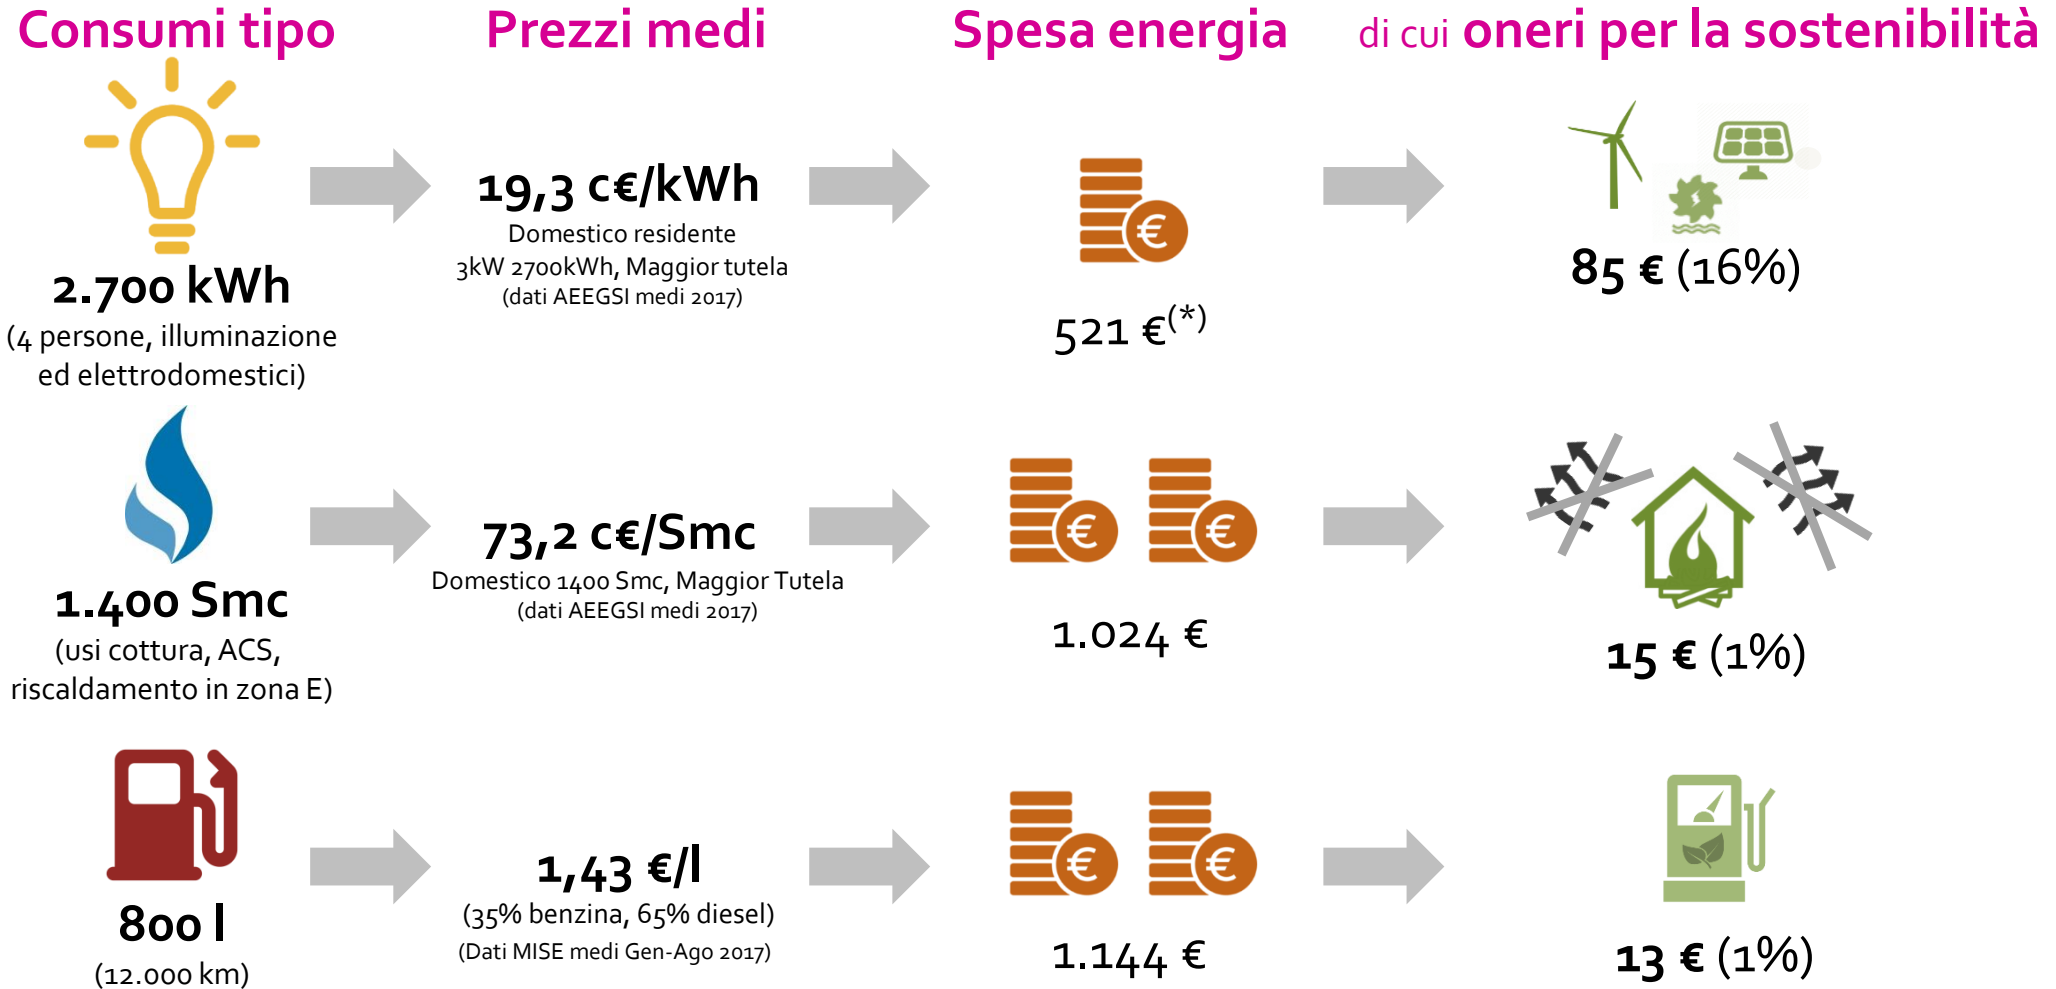 Consumi tipo
Prezzi medi
Spesa energia
di cui oneri per la sostenibilità
2.700 kWh
(4 persone, illuminazione
ed elettrodomestici)
19,3 c€/kWh
Domestico residente
3kW 2700kWh, Maggior tutela
(dati AEEGSI medi 2017)
521 €(*)
85 € (16%)
1.400 Smc
(usi cottura, ACS,
riscaldamento in zona E)
73,2 c€/Smc
Domestico 1400 Smc, Maggior Tutela
(dati AEEGSI medi 2017)
1.024 €
15 € (1%)
800 l
(12.000 km)
1,43 €/l
(35% benzina, 65% diesel)
(Dati MISE medi Gen-Ago 2017)
1.144 €
13 € (1%)